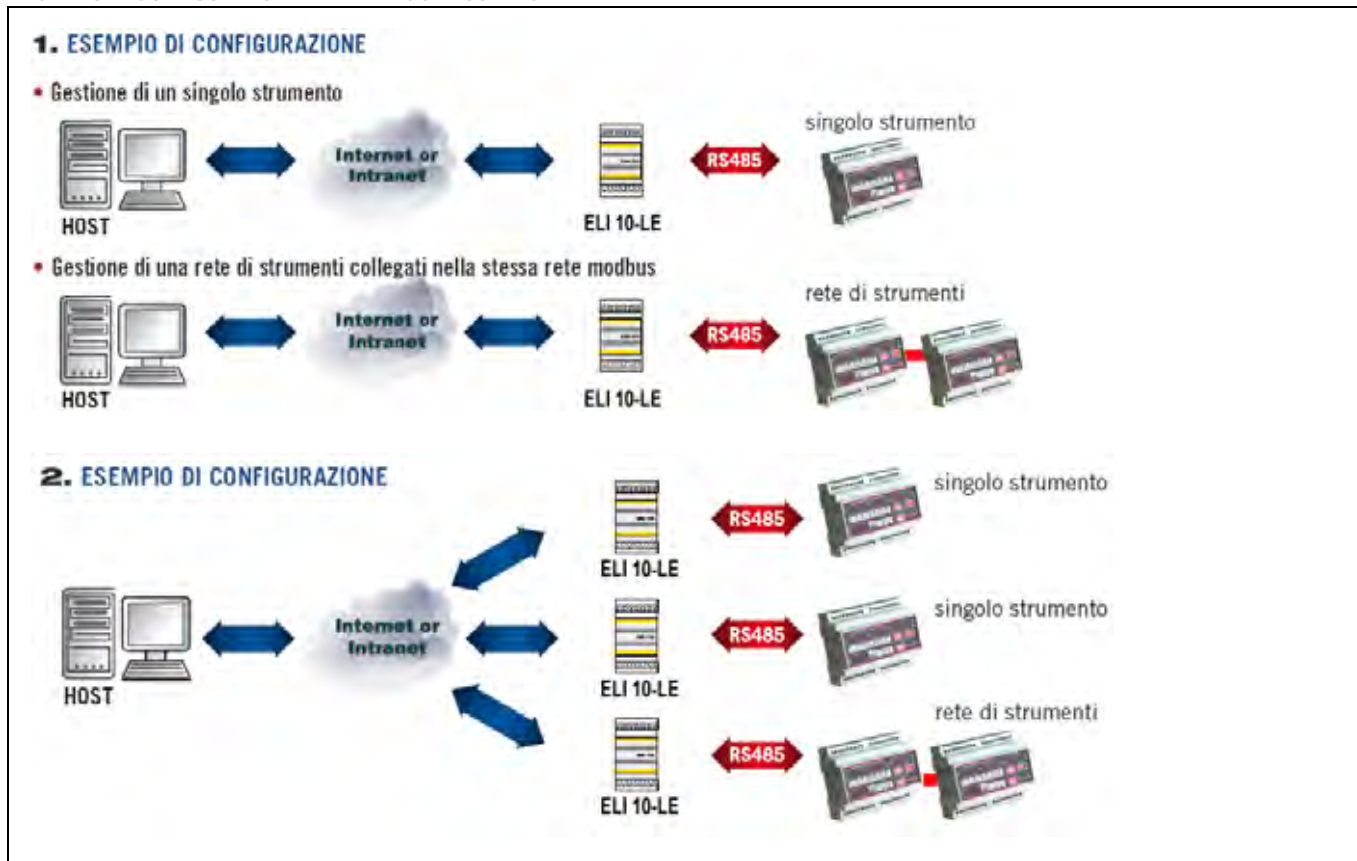 1. ESEMPIO DI CONFIGURAZIONE
• Gestione di un singolo strumento
singolo strumento
Internet or
Intranet
RS485
HOST
ELI 10-LE
• Gestione di una rete di strumenti collegati nella stessa rete modbus
rete di strumenti
Internet or
Intranet
RS485
HOST
ELI 10-LE
2. ESEMPIO DI CONFIGURAZIONE
singolo strumento
RS485
ELI 10-LE
singolo strumento
Internet or
Intranet
RS485
HOST
ELI 10-LE
rete di strumenti
RS485
ELI 10-LE